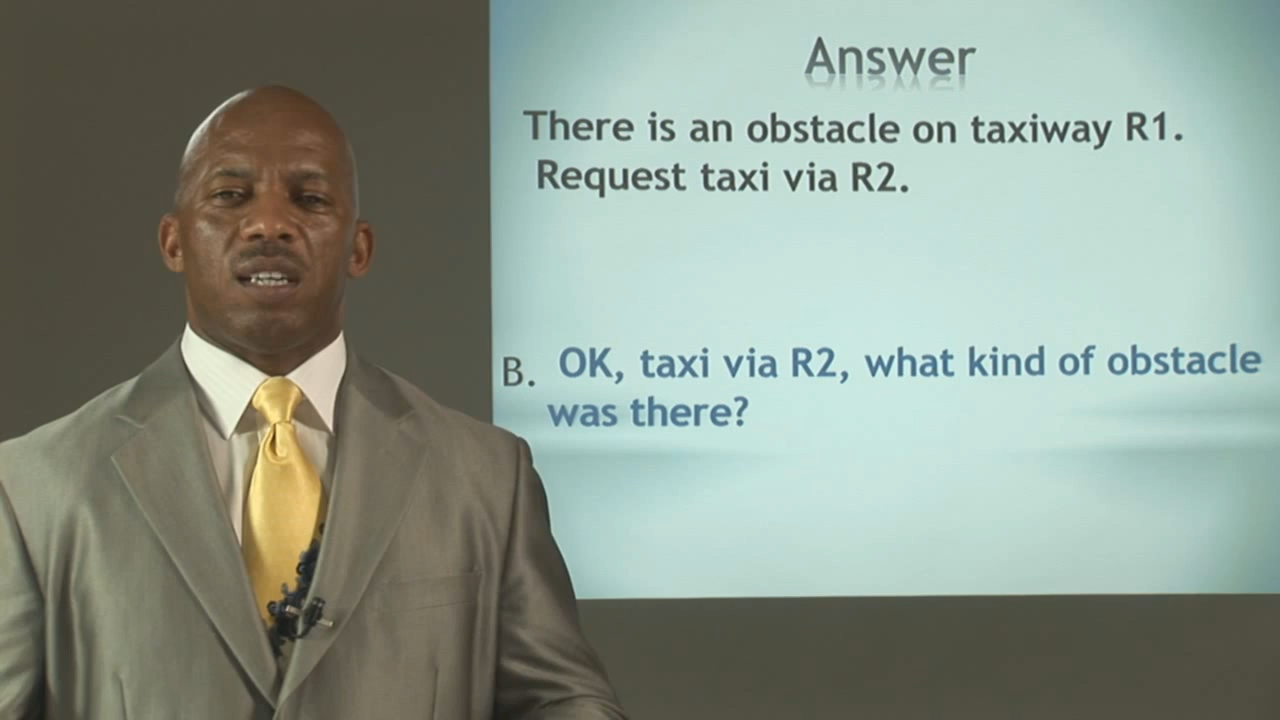 Answer
There is an obstacle on taxiway R1.
Request taxi via R2.
B. OK, taxi via R2, what kind of obstacle
was there?